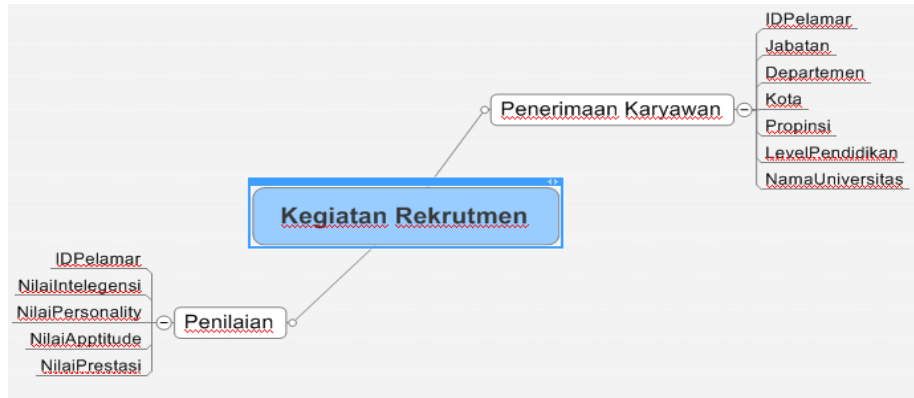 IDPelamar
Jabatan
Departemen
Penerimaan Karyawan
Kota
Propinsi
LevelPendidikan
NamaUniversitas
Kegiatan Rekrutmen
IDPelamar
NilaiIntelegensi
NilaiPersonality
Penilaian
NilaiApptitude
NilaiPrestasi